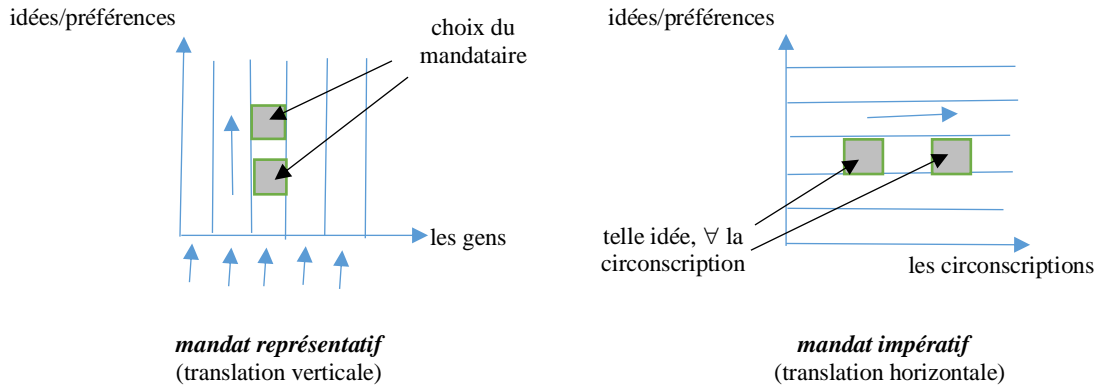 idées/préférences
choix du
mandataire
les gens
mandat représentatif
(translation verticale)
idées/préférences
telle idée, ∀ la
circonscription
les circonscriptions
mandat impératif
(translation horizontale)